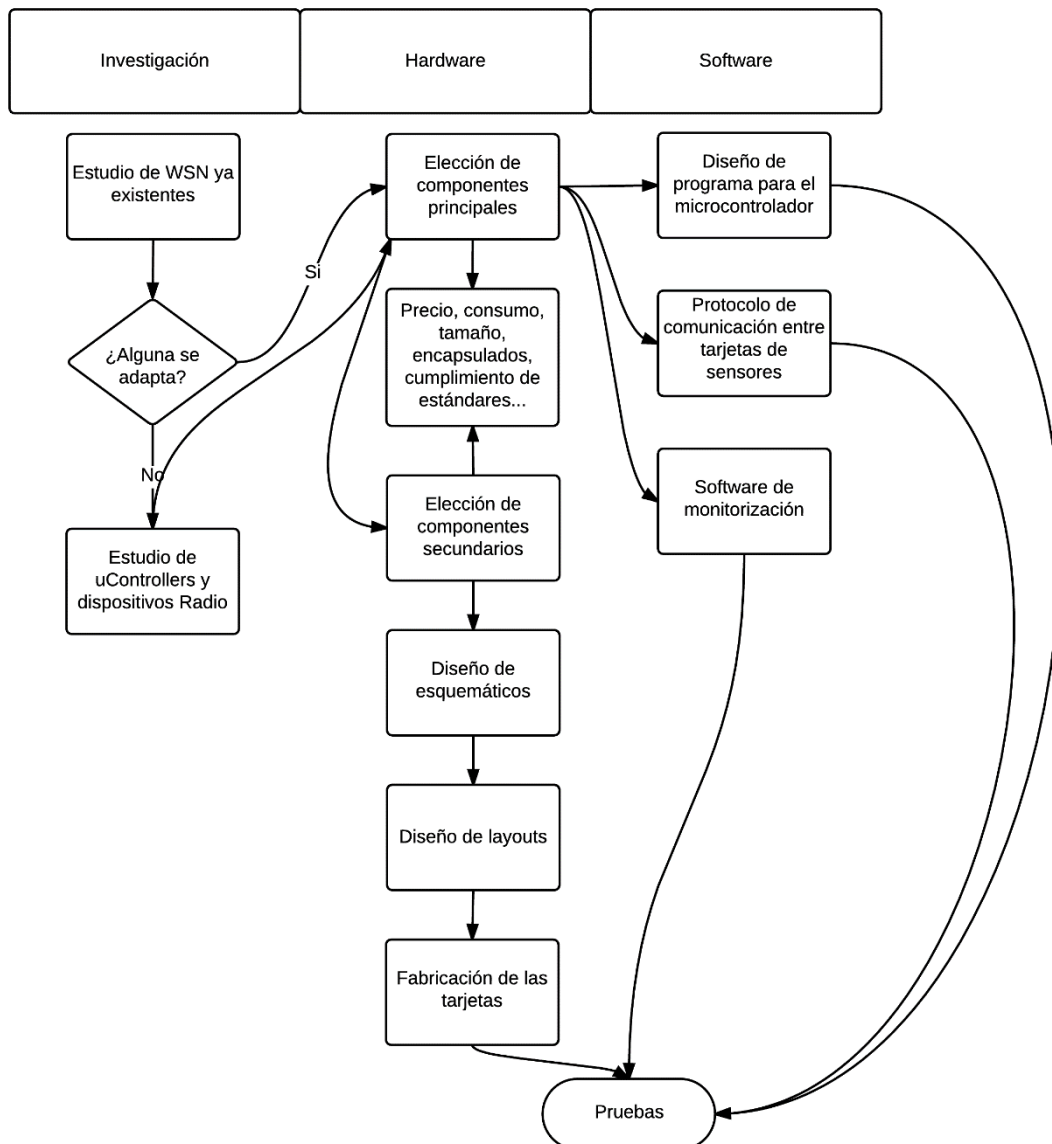 Investigación
Hardware
Software
Estudio de WSN ya
existentes
Elección de
componentes
principales
Diseño de
programa para el
microcontrolador
Si
Precio, consumo,
tamaño,
encapsulados,
cumplimiento de
estándares...
Protocolo de
comunicación entre
tarjetas de
sensores
¿Alguna se
adapta?
No
Elección de
componentes
secundarios
Software de
monitorización
Estudio de
uControllers y
dispositivos Radio
Diseño de
esquemáticos
Diseño de layouts
Fabricación de las
tarjetas
Pruebas